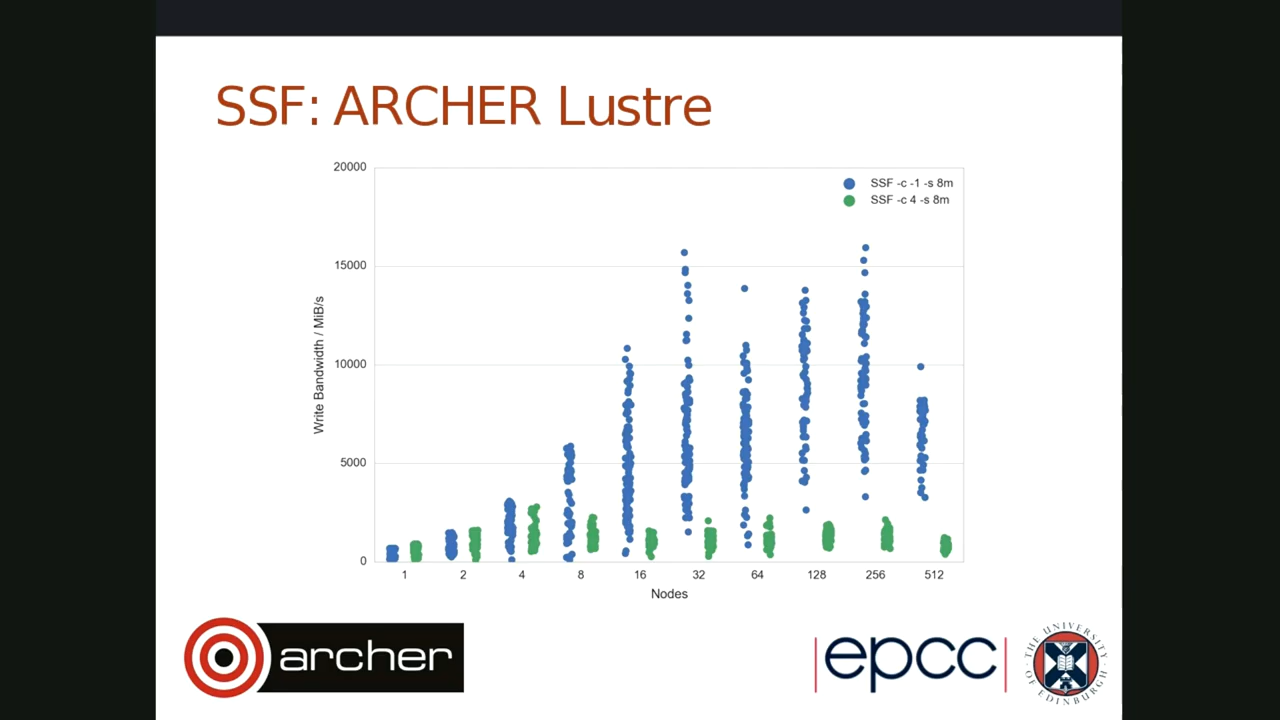 SSF: ARCHER Lustre
20000
15000
10000
5000
0
Write Bandwidth / MiB/s
SSF -c -1 -s 8m
SSF -c 4 -s 8m
1 2 4 8 16 32 64 128 256 512
Nodes
archer
epcc
THE UNIVERSITY
OF EDINBURGH